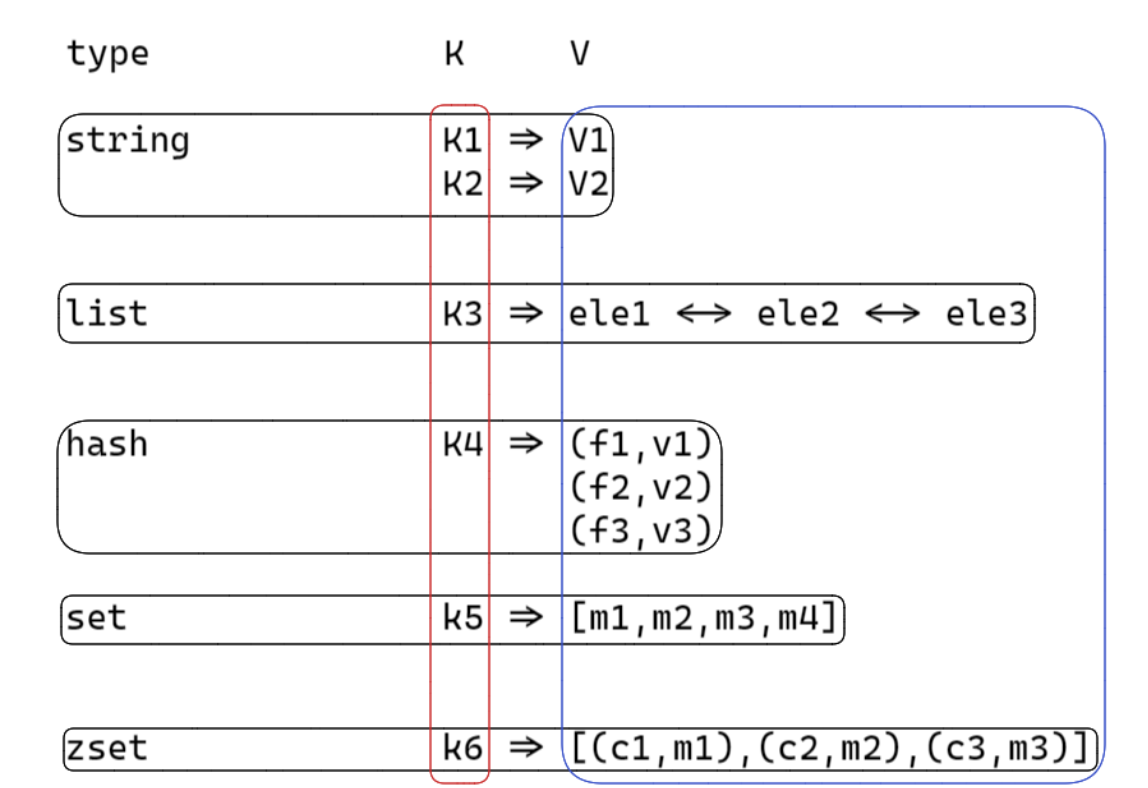 type K V
string K1 ⇒ V1
K2 ⇒ V2
list K3 ⇒ ele1 ⟷ ele2 ⟷ ele3
hash K4 ⇒ (f1,v1)
(f2,v2)
(f3,v3)
set k5 ⇒ [m1,m2,m3,m4]
zset k6 ⇒ [(c1,m1),(c2,m2),(c3,m3)]